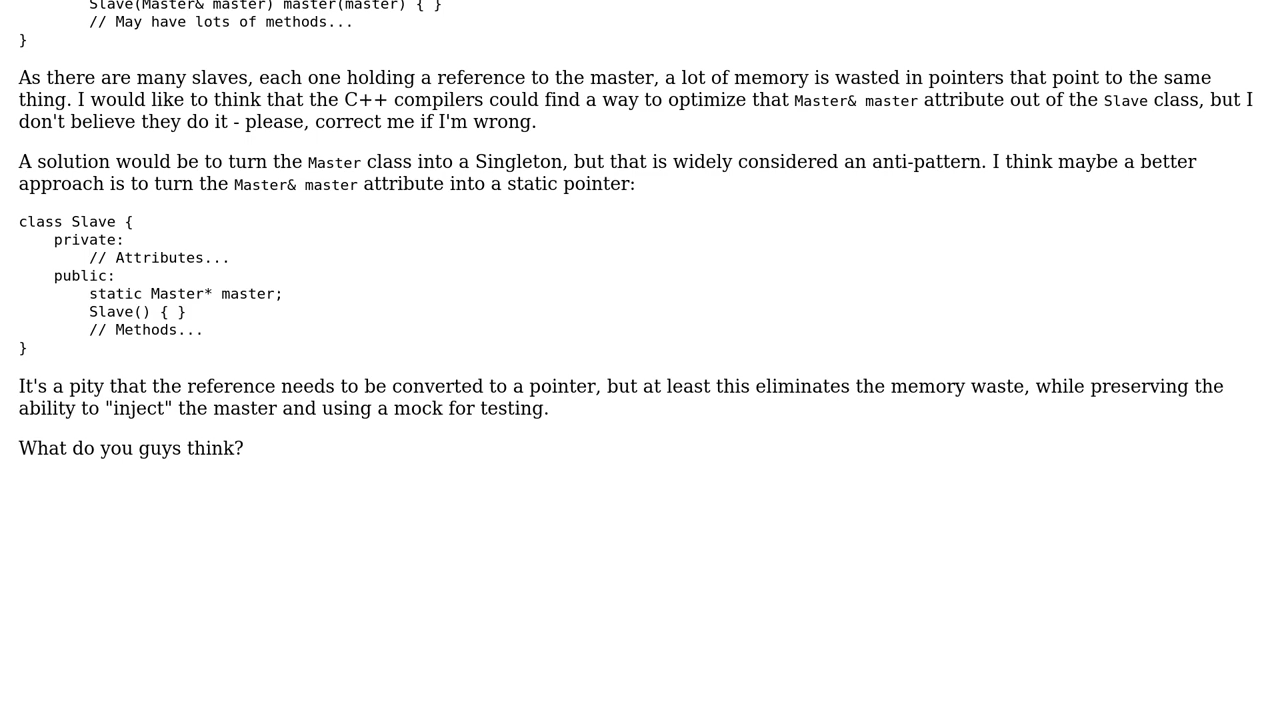 Slave(Master& master) master(master) { }
        // May have lots of methods...
}
As there are many slaves, each one holding a reference to the master, a lot of memory is wasted in pointers that point to the same
thing. I would like to think that the C++ compilers could find a way to optimize that Master& master attribute out of the Slave class, but I
don't believe they do it - please, correct me if I'm wrong.
A solution would be to turn the Master class into a Singleton, but that is widely considered an anti-pattern. I think maybe a better
approach is to turn the Master& master attribute into a static pointer:
class Slave {
    private:
        // Attributes...
    public:
        static Master* master;
        Slave() { }
        // Methods...
}
It's a pity that the reference needs to be converted to a pointer, but at least this eliminates the memory waste, while preserving the
ability to "inject" the master and using a mock for testing.
What do you guys think?